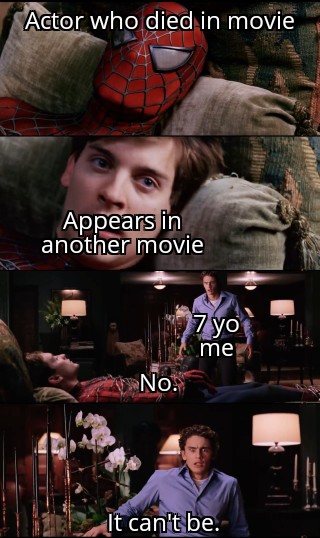 Actor who died in movie
Appears in
another movie
7 yo
me
No.
It can't be.